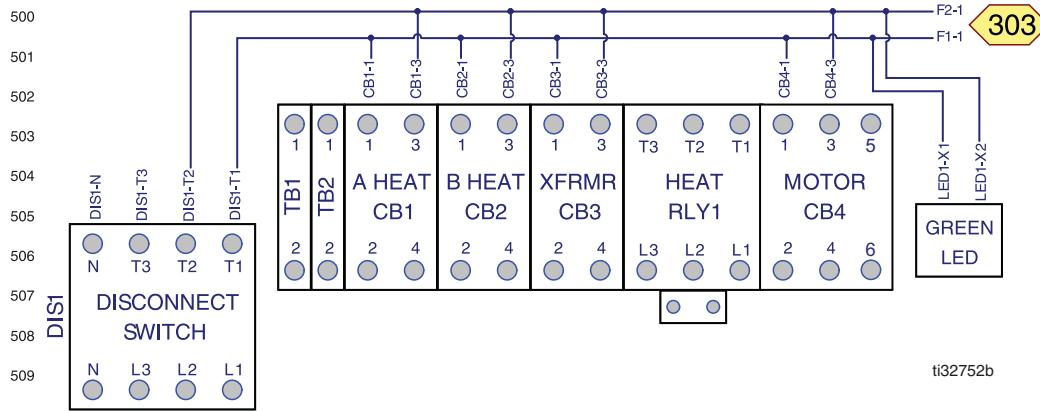 500
501
502
503
504
505
506
507
508
509
F2-1
F1-1
303
CB1-1
CB1-3
CB2-1
CB2-3
CB3-1
CB3-3
CB4-1
CB4-3
LED1-X1
LED1-X2
DIS1-N
DIS1-T3
DIS1-T2
DIS1-T1
1
TB1
2
1
TB2
2
1 3
A HEAT
CB1
2 4
1 3
B HEAT
CB2
2 4
1 3
XFRMR
CB3
2 4
T3 T2 T1
HEAT
RLY1
L3 L2 L1
1 3 5
MOTOR
CB4
2 4 6
GREEN
LED
DIS1
N T3 T2 T1
DISCONNECT
SWITCH
N L3 L2 L1
ti32752b